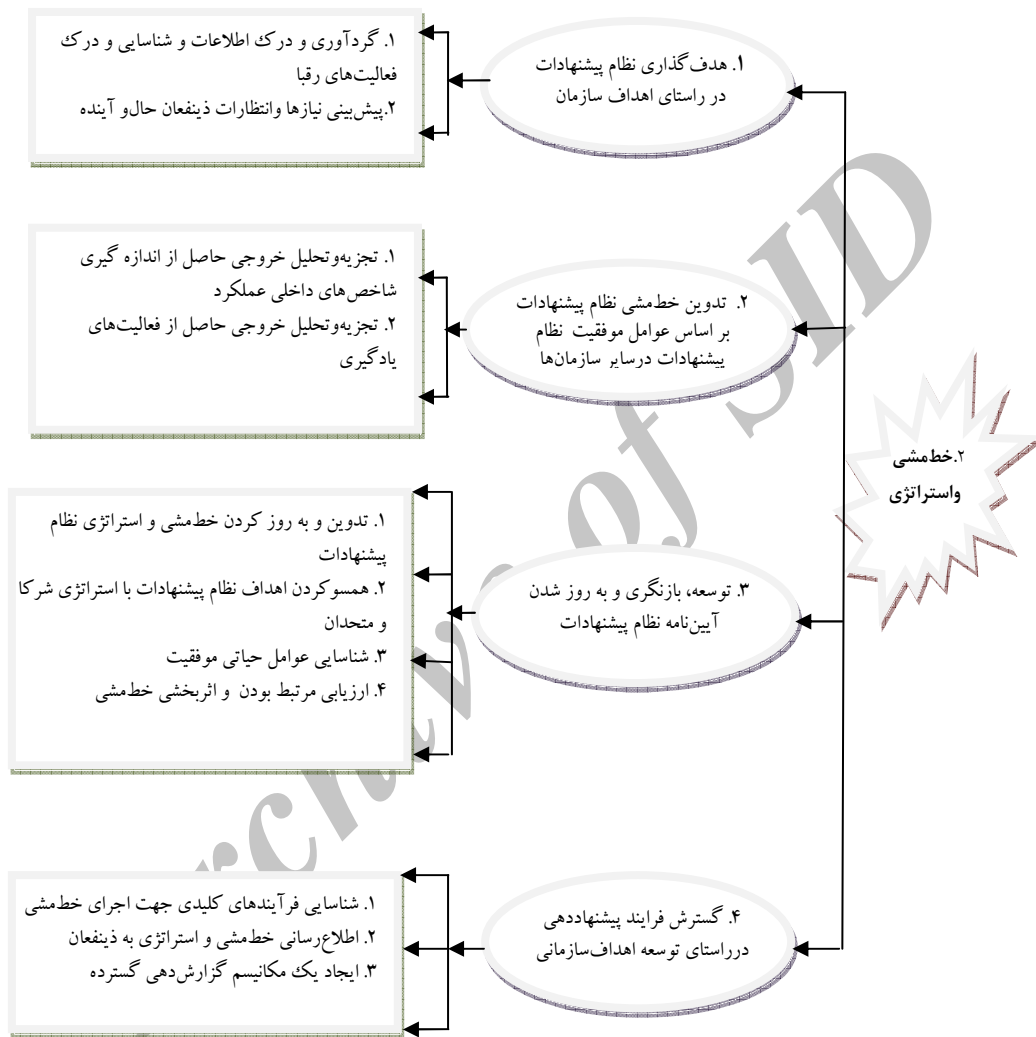 ۱. هدف‌گذاری نظام پیشنهادات
در راستای اهداف سازمان
۱. گردآوری و درک اطلاعات و شناسایی و درک
فعالیت‌های رقبا
۲.پیش‌بینی نیازها وانتظارات ذینفعان حال‌و آینده
۲. تدوین خط‌مشی نظام پیشنهادات
بر اساس عوامل موفقیت نظام
پیشنهادات درسایر سازمان‌ها
۱. تجزیه‌وتحلیل خروجی حاصل از اندازه گیری
شاخص‌های داخلی عملکرد
۲. تجزیه‌وتحلیل خروجی حاصل از فعالیت‌های
یادگیری
۲.خط‌مشی
واستراتژی
۳. توسعه، بازنگری و به روز شدن
آیین‌نامه نظام پیشنهادات
۱. تدوین و به روز کردن خط‌مشی و استراتژی نظام
پیشنهادات
۲. همسوکردن اهداف نظام پیشنهادات با استراتژی شرکا
و متحدان
۳. شناسایی عوامل حیاتی موفقیت
۴. ارزیابی مرتبط بودن و اثربخشی خط‌مشی
۴. گسترش فرایند پیشنهاددهی
درراستای توسعه اهداف‌سازمانی
۱. شناسایی فرآیندهای کلیدی جهت اجرای خط‌مشی
۲. اطلاع‌رسانی خط‌مشی و استراتژی به ذینفعان
۳. ایجاد یک مکانیسم گزارش‌دهی گسترده
Archive of SID